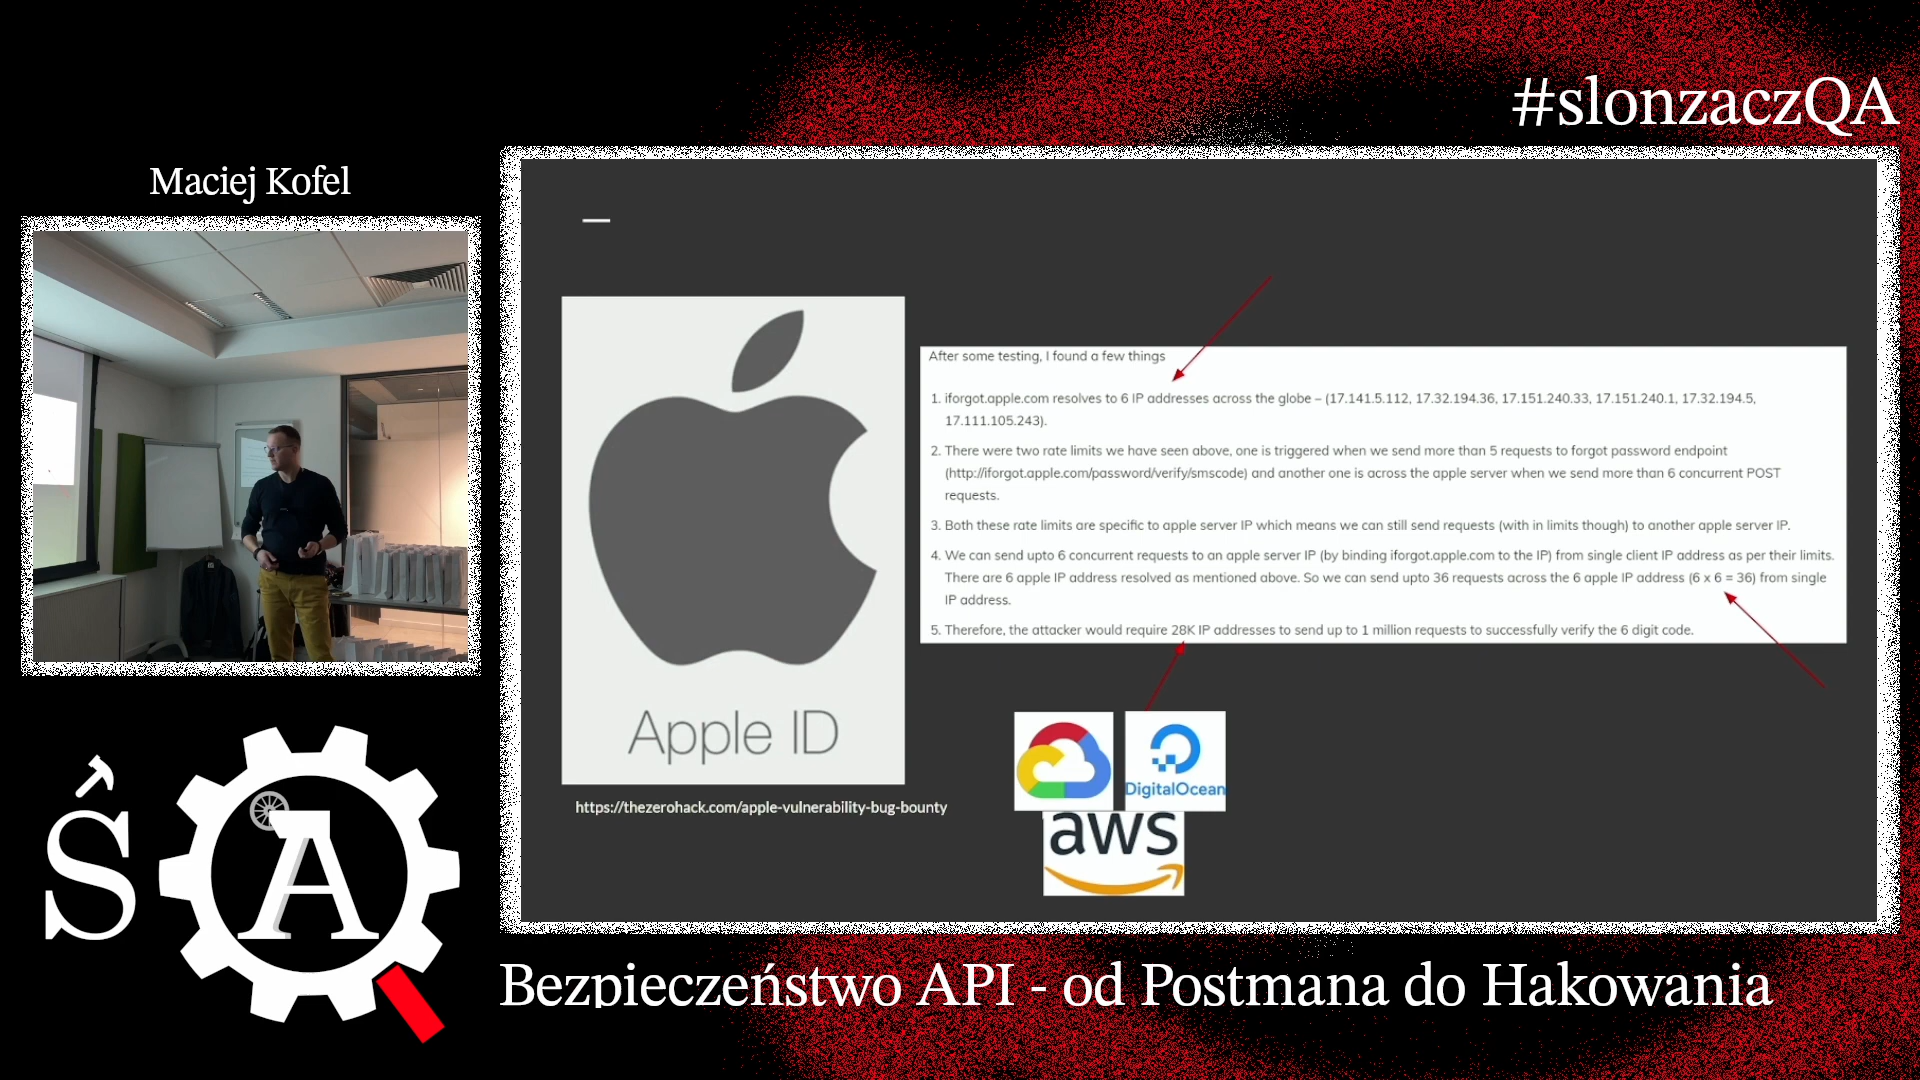 #slonzaczQA
Maciej Kofel
After some testing, I found a few things
1. iforgot.apple.com resolves to 6 IP addresses across the globe – (17.141.5.112, 17.32.194.36, 17.151.240.33, 17.151.240.1, 17.32.194.5,
17.111.105.243).
2. There were two rate limits we have seen above, one is triggered when we send more than 5 requests to forgot password endpoint
(http://iforgot.apple.com/password/verify/smscode) and another one is across the apple server when we send more than 6 concurrent POST
requests.
3. Both these rate limits are specific to apple server IP which means we can still send requests (with in limits though) to another apple server IP.
4. We can send upto 6 concurrent requests to an apple server IP (by binding iforgot.apple.com to the IP) from single client IP address as per their limits.
There are 6 apple IP address resolved as mentioned above. So we can send upto 36 requests across the 6 apple IP address (6 x 6 = 36) from single
IP address.
5. Therefore, the attacker would require 28K IP addresses to send up to 1 million requests to successfully verify the 6 digit code.
Apple ID
https://thezerohack.com/apple-vulnerability-bug-bounty
DigitalOcean
aws
Ś A
Bezpieczeństwo API - od Postmana do Hakowania